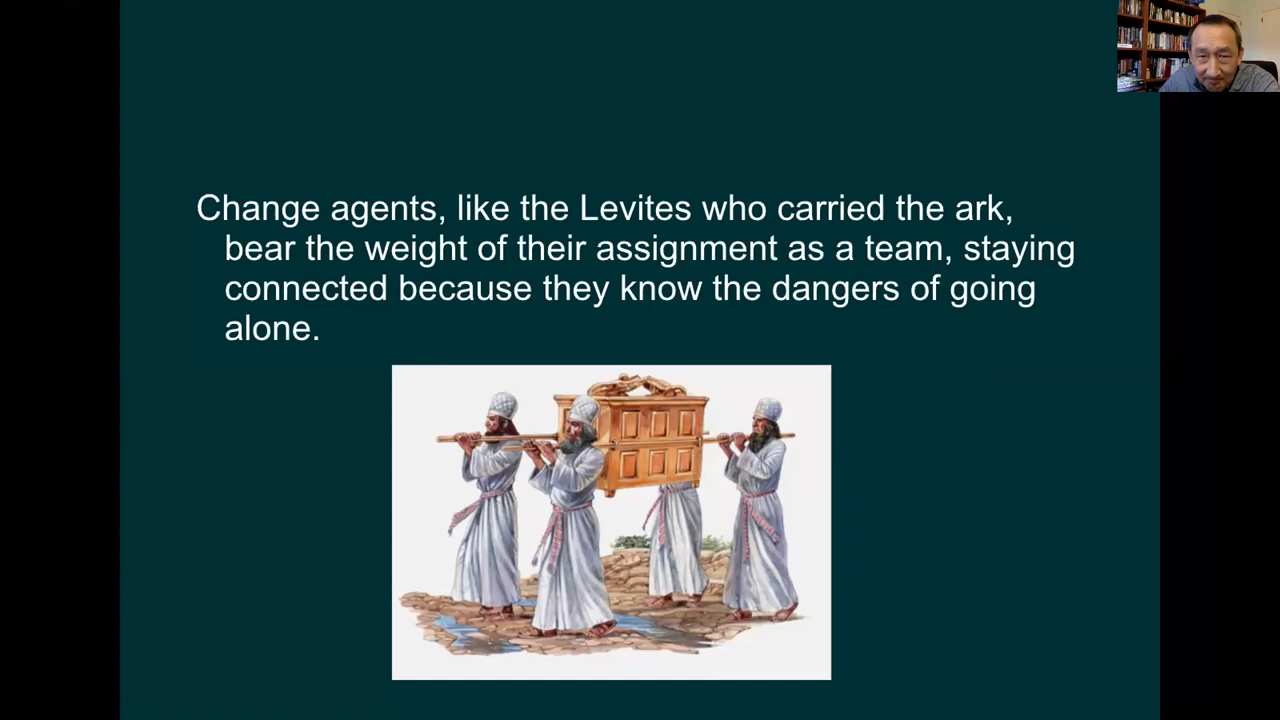 Change agents, like the Levites who carried the ark,
bear the weight of their assignment as a team, staying
connected because they know the dangers of going
alone.